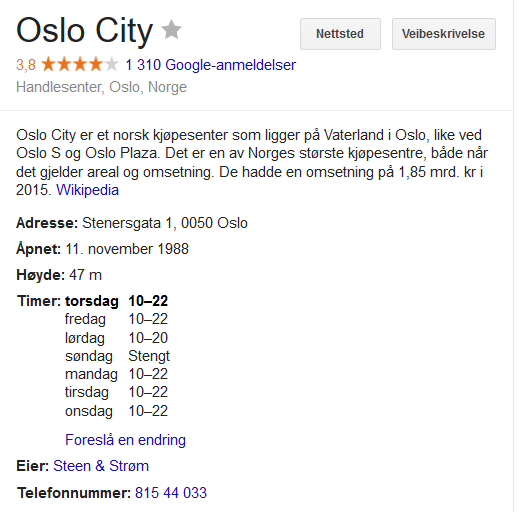 Oslo City
Nettsted
Veibeskrivelse
3,8 1 310 Google-anmeldelser
Handlesenter, Oslo, Norge
Oslo City er et norsk kjøpesenter som ligger på Vaterland i Oslo, like ved
Oslo S og Oslo Plaza. Det er en av Norges største kjøpesentre, både når
det gjelder areal og omsetning. De hadde en omsetning på 1,85 mrd. kr i
2015. Wikipedia
Adresse: Stenersgata 1, 0050 Oslo
Åpnet: 11. november 1988
Høyde: 47 m
Timer: torsdag 10–22
fredag 10–22
lørdag 10–20
søndag Stengt
mandag 10–22
tirsdag 10–22
onsdag 10–22
Foreslå en endring
Eier: Steen & Strøm
Telefonnummer: 815 44 033